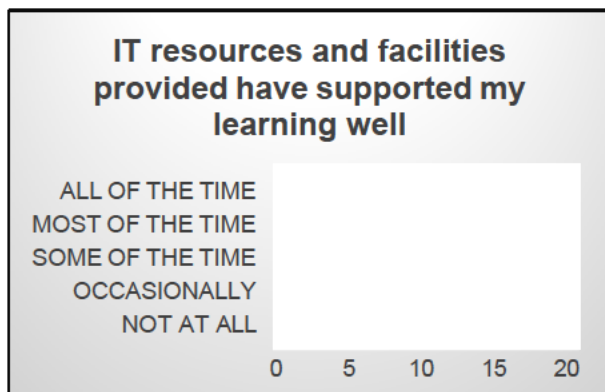 IT resources and facilities
provided have supported my
learning well
ALL OF THE TIME
MOST OF THE TIME
SOME OF THE TIME
OCCASIONALLY
NOT AT ALL
0 5 10 15 20